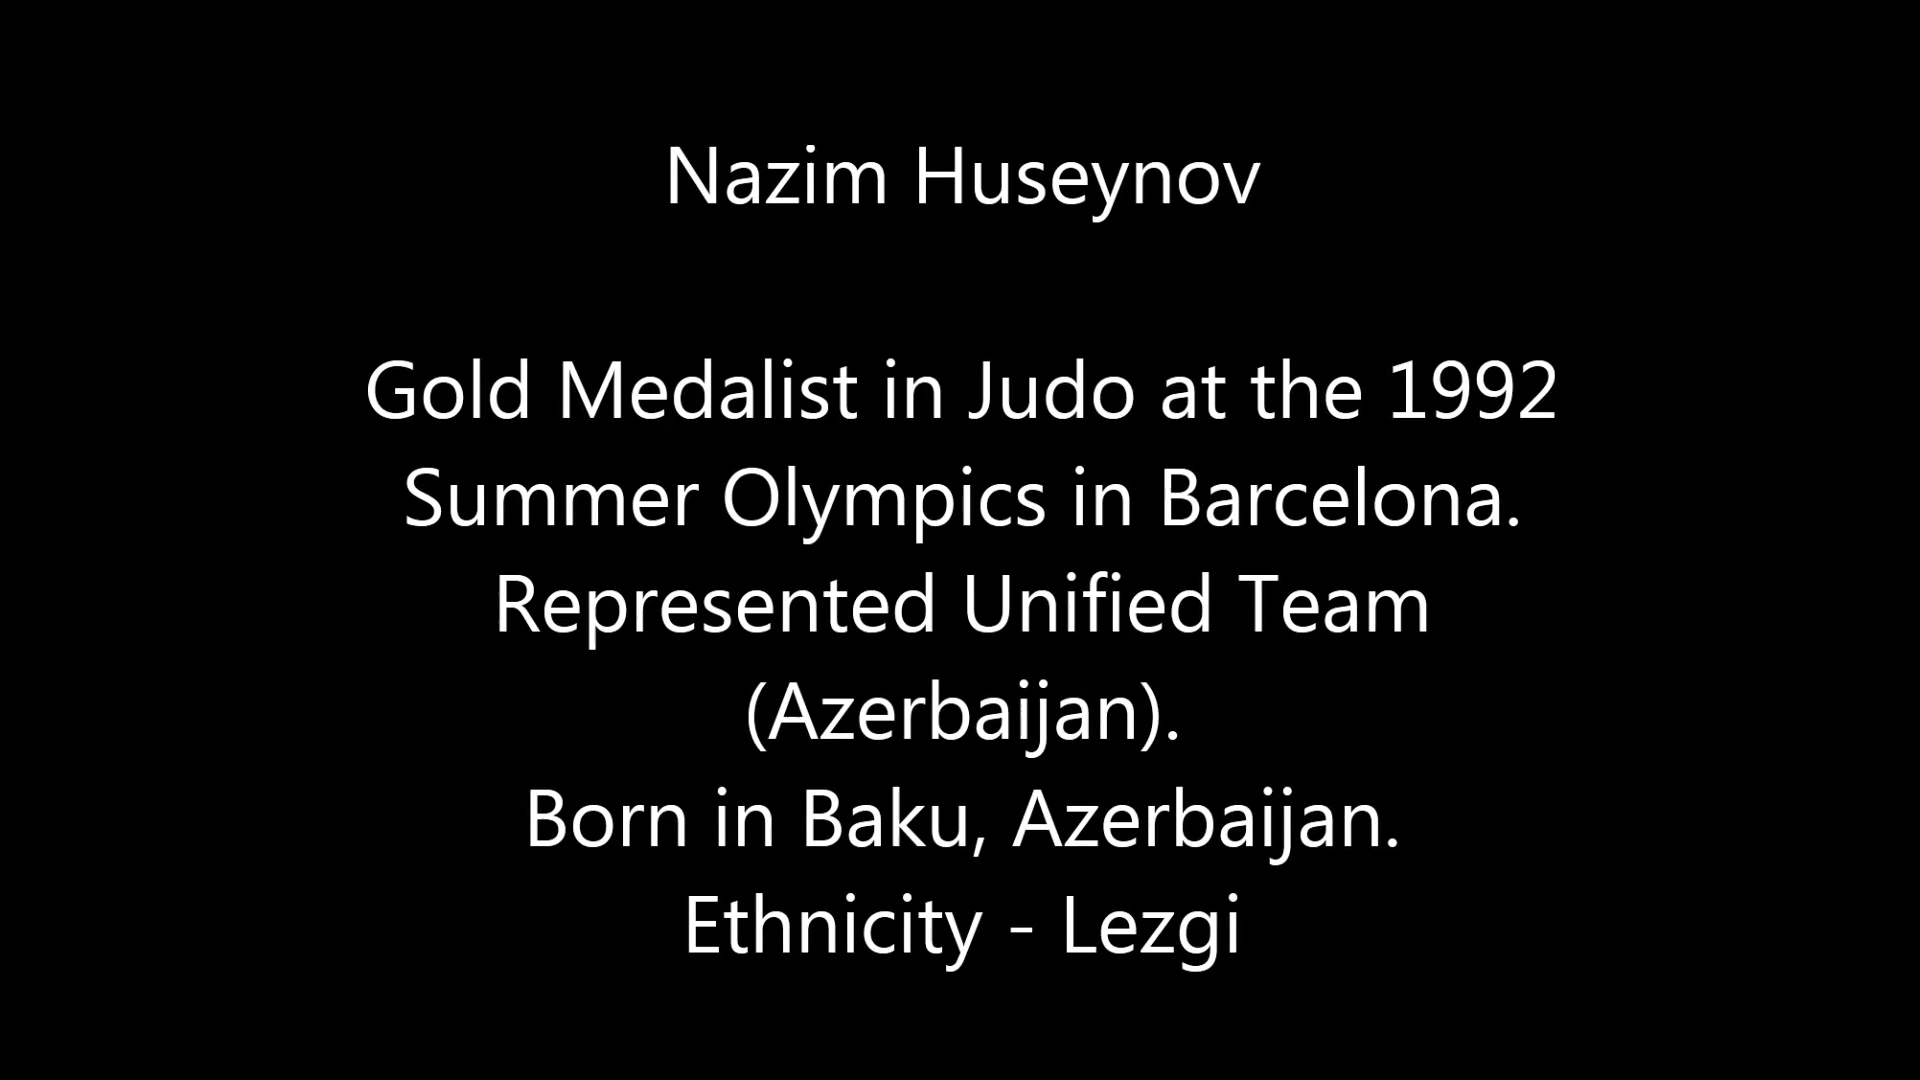 Nazim Huseynov
Gold Medalist in Judo at the 1992
Summer Olympics in Barcelona.
Represented Unified Team
(Azerbaijan).
Born in Baku, Azerbaijan.
Ethnicity - Lezgi